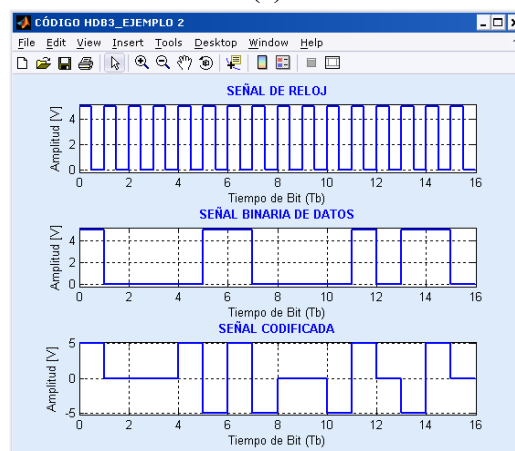 CÓDIGO HDB3_EJEMPLO 2
File Edit View Insert Tools Desktop Window Help
SEÑAL DE RELOJ
Amplitud [V]
4
2
0
0 2 4 6 8 10 12 14 16
Tiempo de Bit (Tb)
SEÑAL BINARIA DE DATOS
Amplitud [V]
4
2
0
0 2 4 6 8 10 12 14 16
Tiempo de Bit (Tb)
SEÑAL CODIFICADA
Amplitud [V]
5
0
-5
0 2 4 6 8 10 12 14 16
Tiempo de Bit (Tb)